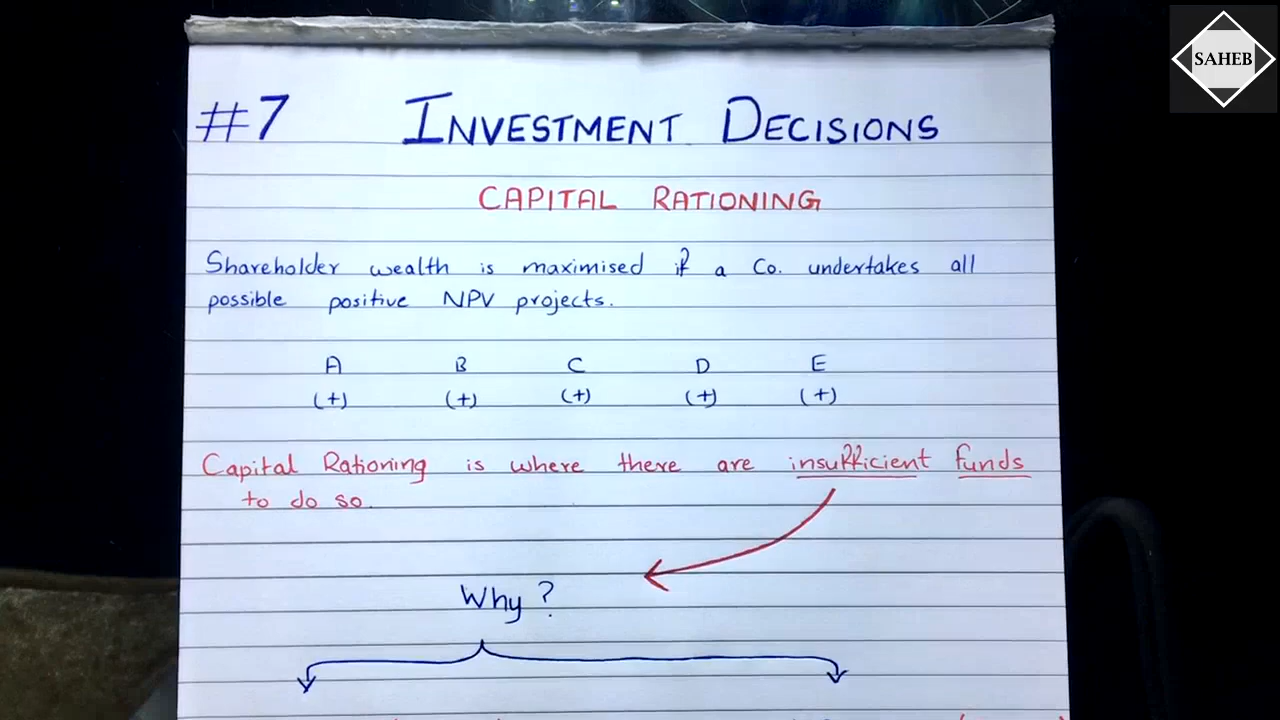 SAHEB
#7 INVESTMENT DECISIONS
CAPITAL RATIONING
Shareholder wealth is maximised if a Co. undertakes all
possible positive NPV projects.
A B C D E
(+) (+) (+) (+) (+)
Capital Rationing is where there are insufficient funds
to do so.
Why?